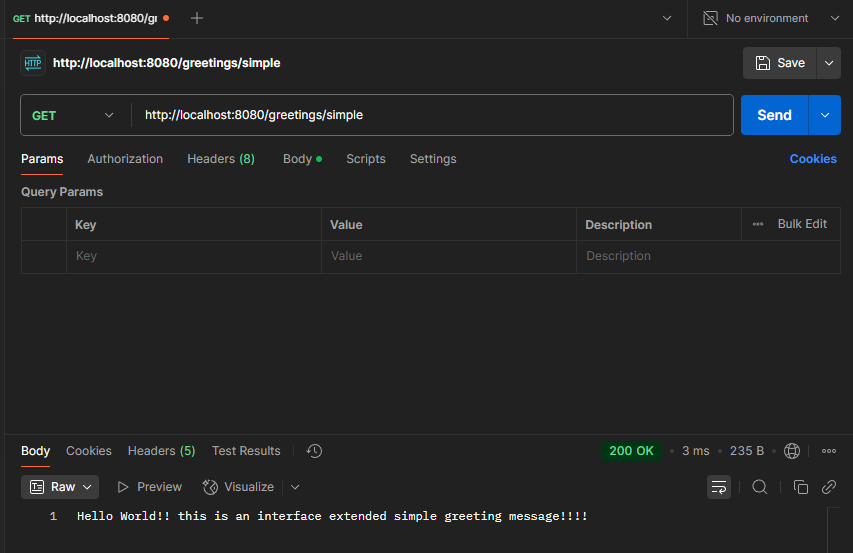 GET http://localhost:8080/gr
No environment
HTTP http://localhost:8080/greetings/simple
Save
GET http://localhost:8080/greetings/simple
Send
Params Authorization Headers (8) Body Scripts Settings Cookies
Query Params
Key Value Description ••• Bulk Edit
Key Value Description
Body Cookies Headers (5) Test Results 200 OK • 3 ms • 235 B •
Raw Preview Visualize
1 Hello World!! this is an interface extended simple greeting message!!!!